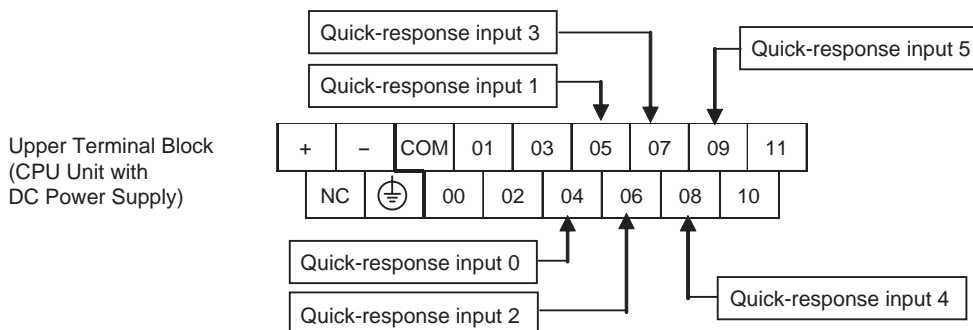 Quick-response input 3
Quick-response input 5
Quick-response input 1
Upper Terminal Block
(CPU Unit with
DC Power Supply)
+ – COM 01 03 05 07 09 11
NC 00 02 04 06 08 10
Quick-response input 0
Quick-response input 2
Quick-response input 4